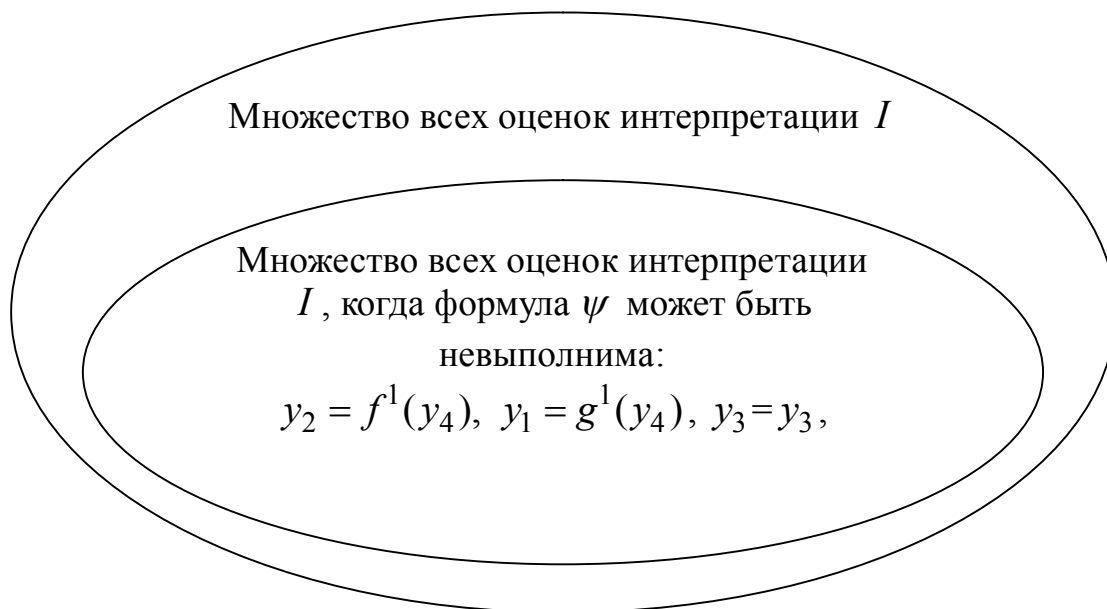 Множество всех оценок интерпретации I
Множество всех оценок интерпретации
I , когда формула ψ может быть
невыполнима:
y₂ = f¹(y₄), y₁ = g¹(y₄), y₃ = y₃,